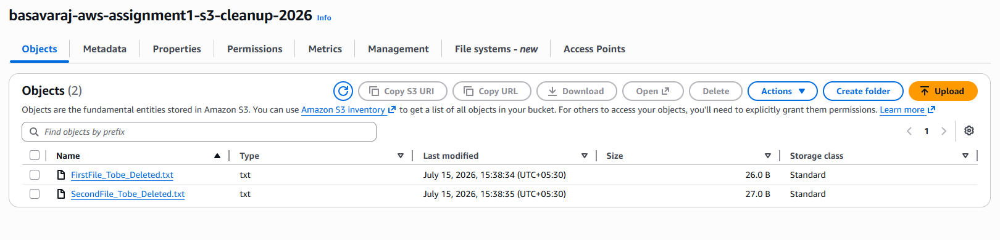 basavaraj-aws-assignment1-s3-cleanup-2026 Info
Objects Metadata Properties Permissions Metrics Management File systems - new Access Points
Objects (2) Copy S3 URI Copy URL Download Open Delete Actions Create folder Upload
Objects are the fundamental entities stored in Amazon S3. You can use Amazon S3 inventory to get a list of all objects in your bucket. For others to access your objects, you'll need to explicitly grant them permissions. Learn more
Find objects by prefix 1
Name Type Last modified Size Storage class
FirstFile_Tobe_Deleted.txt txt July 15, 2026, 15:38:34 (UTC+05:30) 26.0 B Standard
SecondFile_Tobe_Deleted.txt txt July 15, 2026, 15:38:35 (UTC+05:30) 27.0 B Standard